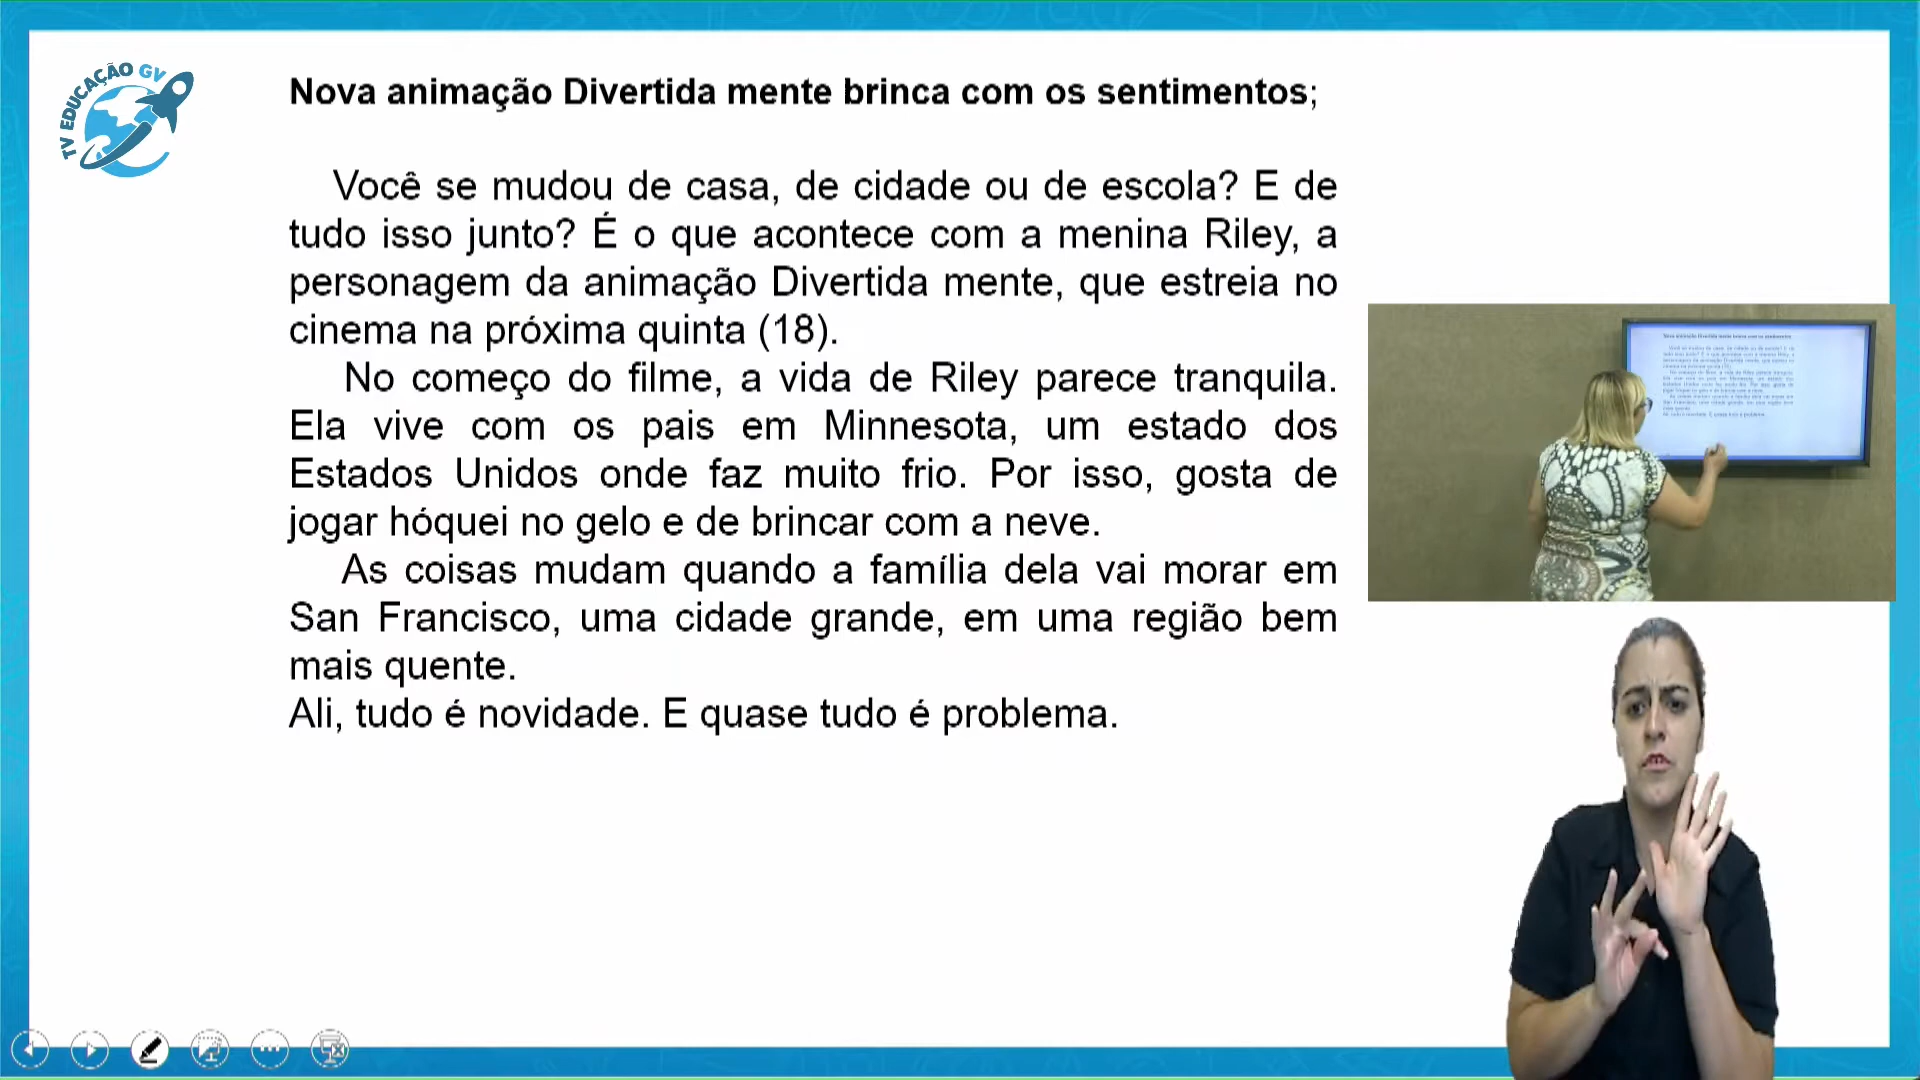 TV EDUCAÇÃO GV
Nova animação Divertida mente brinca com os sentimentos;
Você se mudou de casa, de cidade ou de escola? E de
tudo isso junto? É o que acontece com a menina Riley, a
personagem da animação Divertida mente, que estreia no
cinema na próxima quinta (18).
No começo do filme, a vida de Riley parece tranquila.
Ela vive com os pais em Minnesota, um estado dos
Estados Unidos onde faz muito frio. Por isso, gosta de
jogar hóquei no gelo e de brincar com a neve.
As coisas mudam quando a família dela vai morar em
San Francisco, uma cidade grande, em uma região bem
mais quente.
Ali, tudo é novidade. E quase tudo é problema.